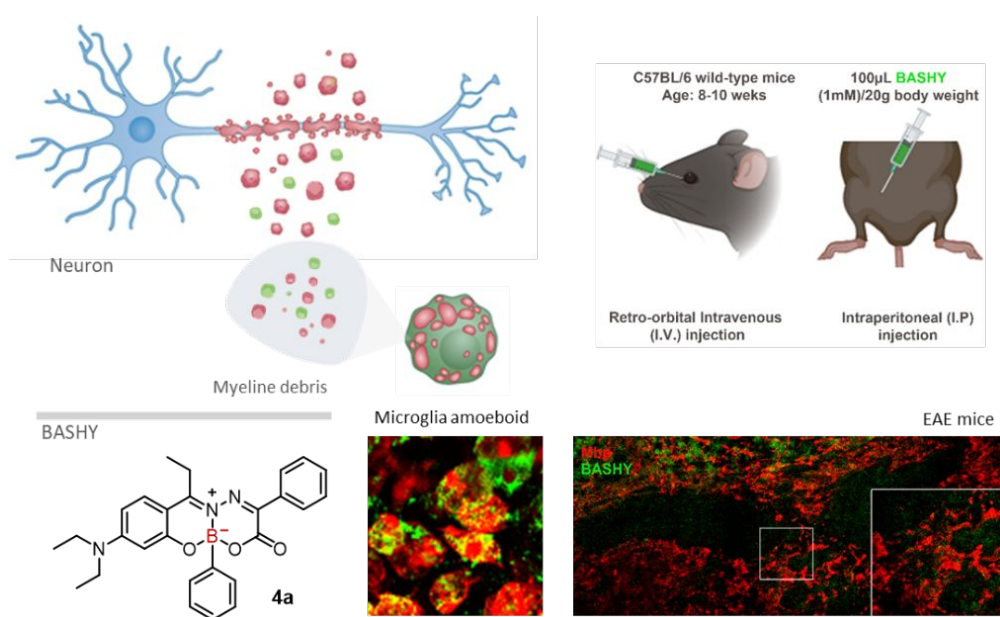 Neuron
Myeline debris
Microglia amoeboid
C57BL/6 wild-type mice
Age: 8-10 weks
100µL BASHY
(1mM)/20g body weight
Retro-orbital Intravenous
(I.V.) injection
Intraperitoneal (I.P)
injection
BASHY
N
+
N
N
B
−
O
O
O
4a
EAE mice
Mbp
BASHY